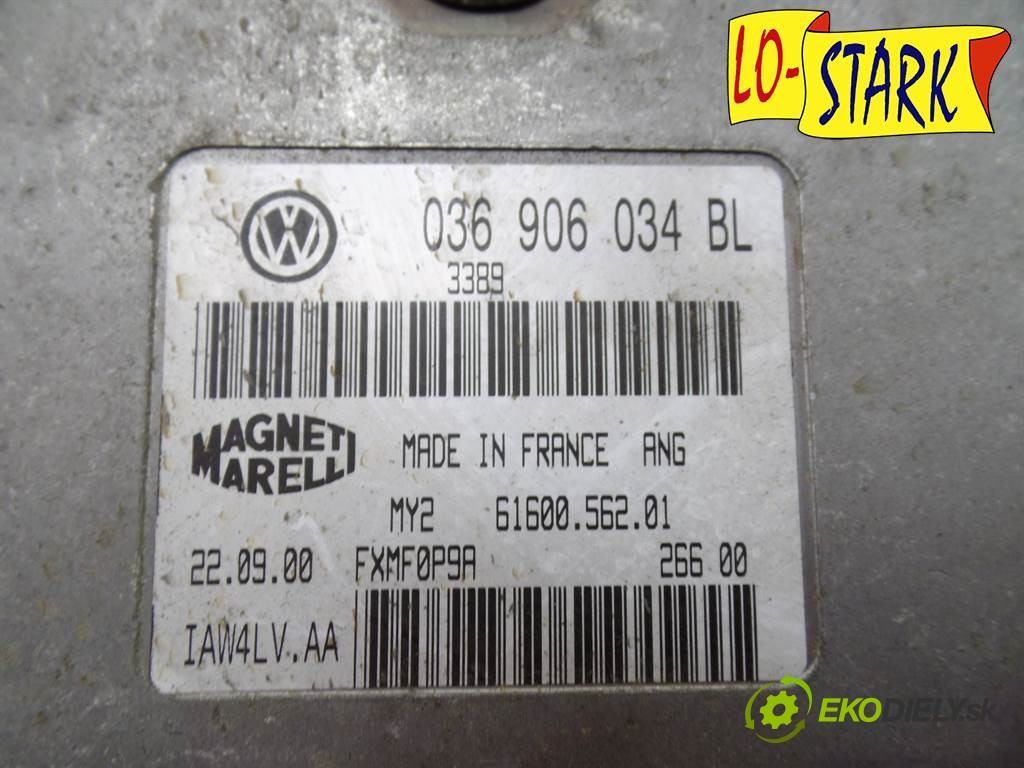 LO-STARK
VW
036 906 034 BL
3389
MAGNETI
MARELLI
MADE IN FRANCE ANG
MY2 61600.562.01
22.09.00 FXMF0P9A 266 00
IAW4LV.AA
EKODIELY.sk